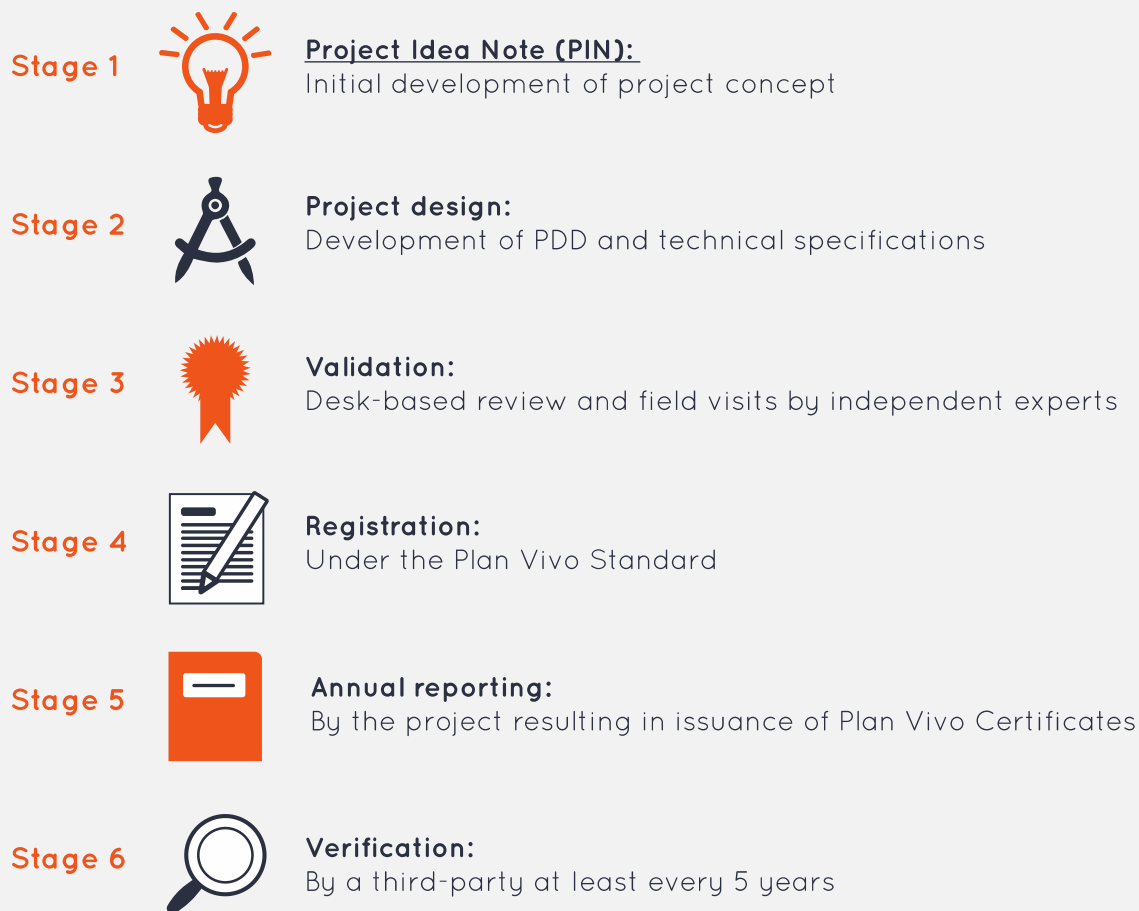 Stage 1
Project Idea Note (PIN):
Initial development of project concept
Stage 2
Project design:
Development of PDD and technical specifications
Stage 3
Validation:
Desk-based review and field visits by independent experts
Stage 4
Registration:
Under the Plan Vivo Standard
Stage 5
Annual reporting:
By the project resulting in issuance of Plan Vivo Certificates
Stage 6
Verification:
By a third-party at least every 5 years